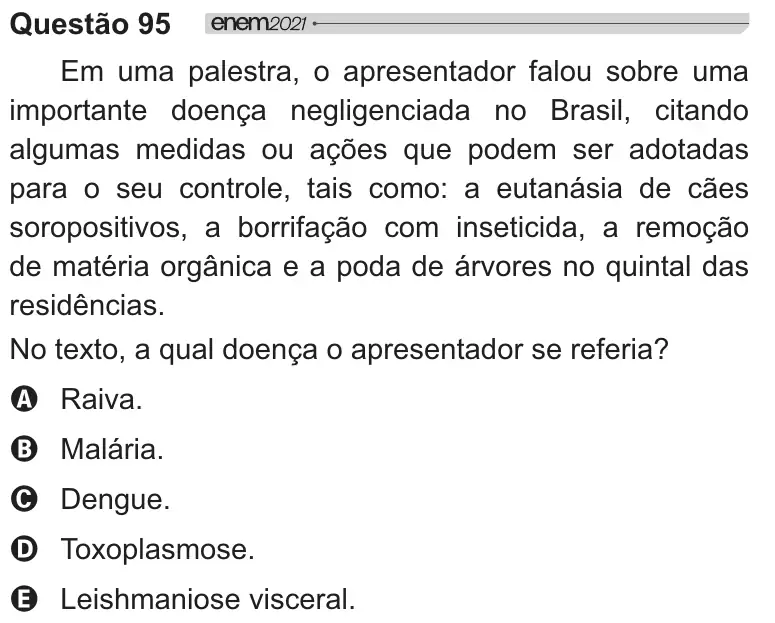 Questão 95 enem2021
Em uma palestra, o apresentador falou sobre uma
importante doença negligenciada no Brasil, citando
algumas medidas ou ações que podem ser adotadas
para o seu controle, tais como: a eutanásia de cães
soropositivos, a borrifação com inseticida, a remoção
de matéria orgânica e a poda de árvores no quintal das
residências.
No texto, a qual doença o apresentador se referia?
A Raiva.
B Malária.
C Dengue.
D Toxoplasmose.
E Leishmaniose visceral.